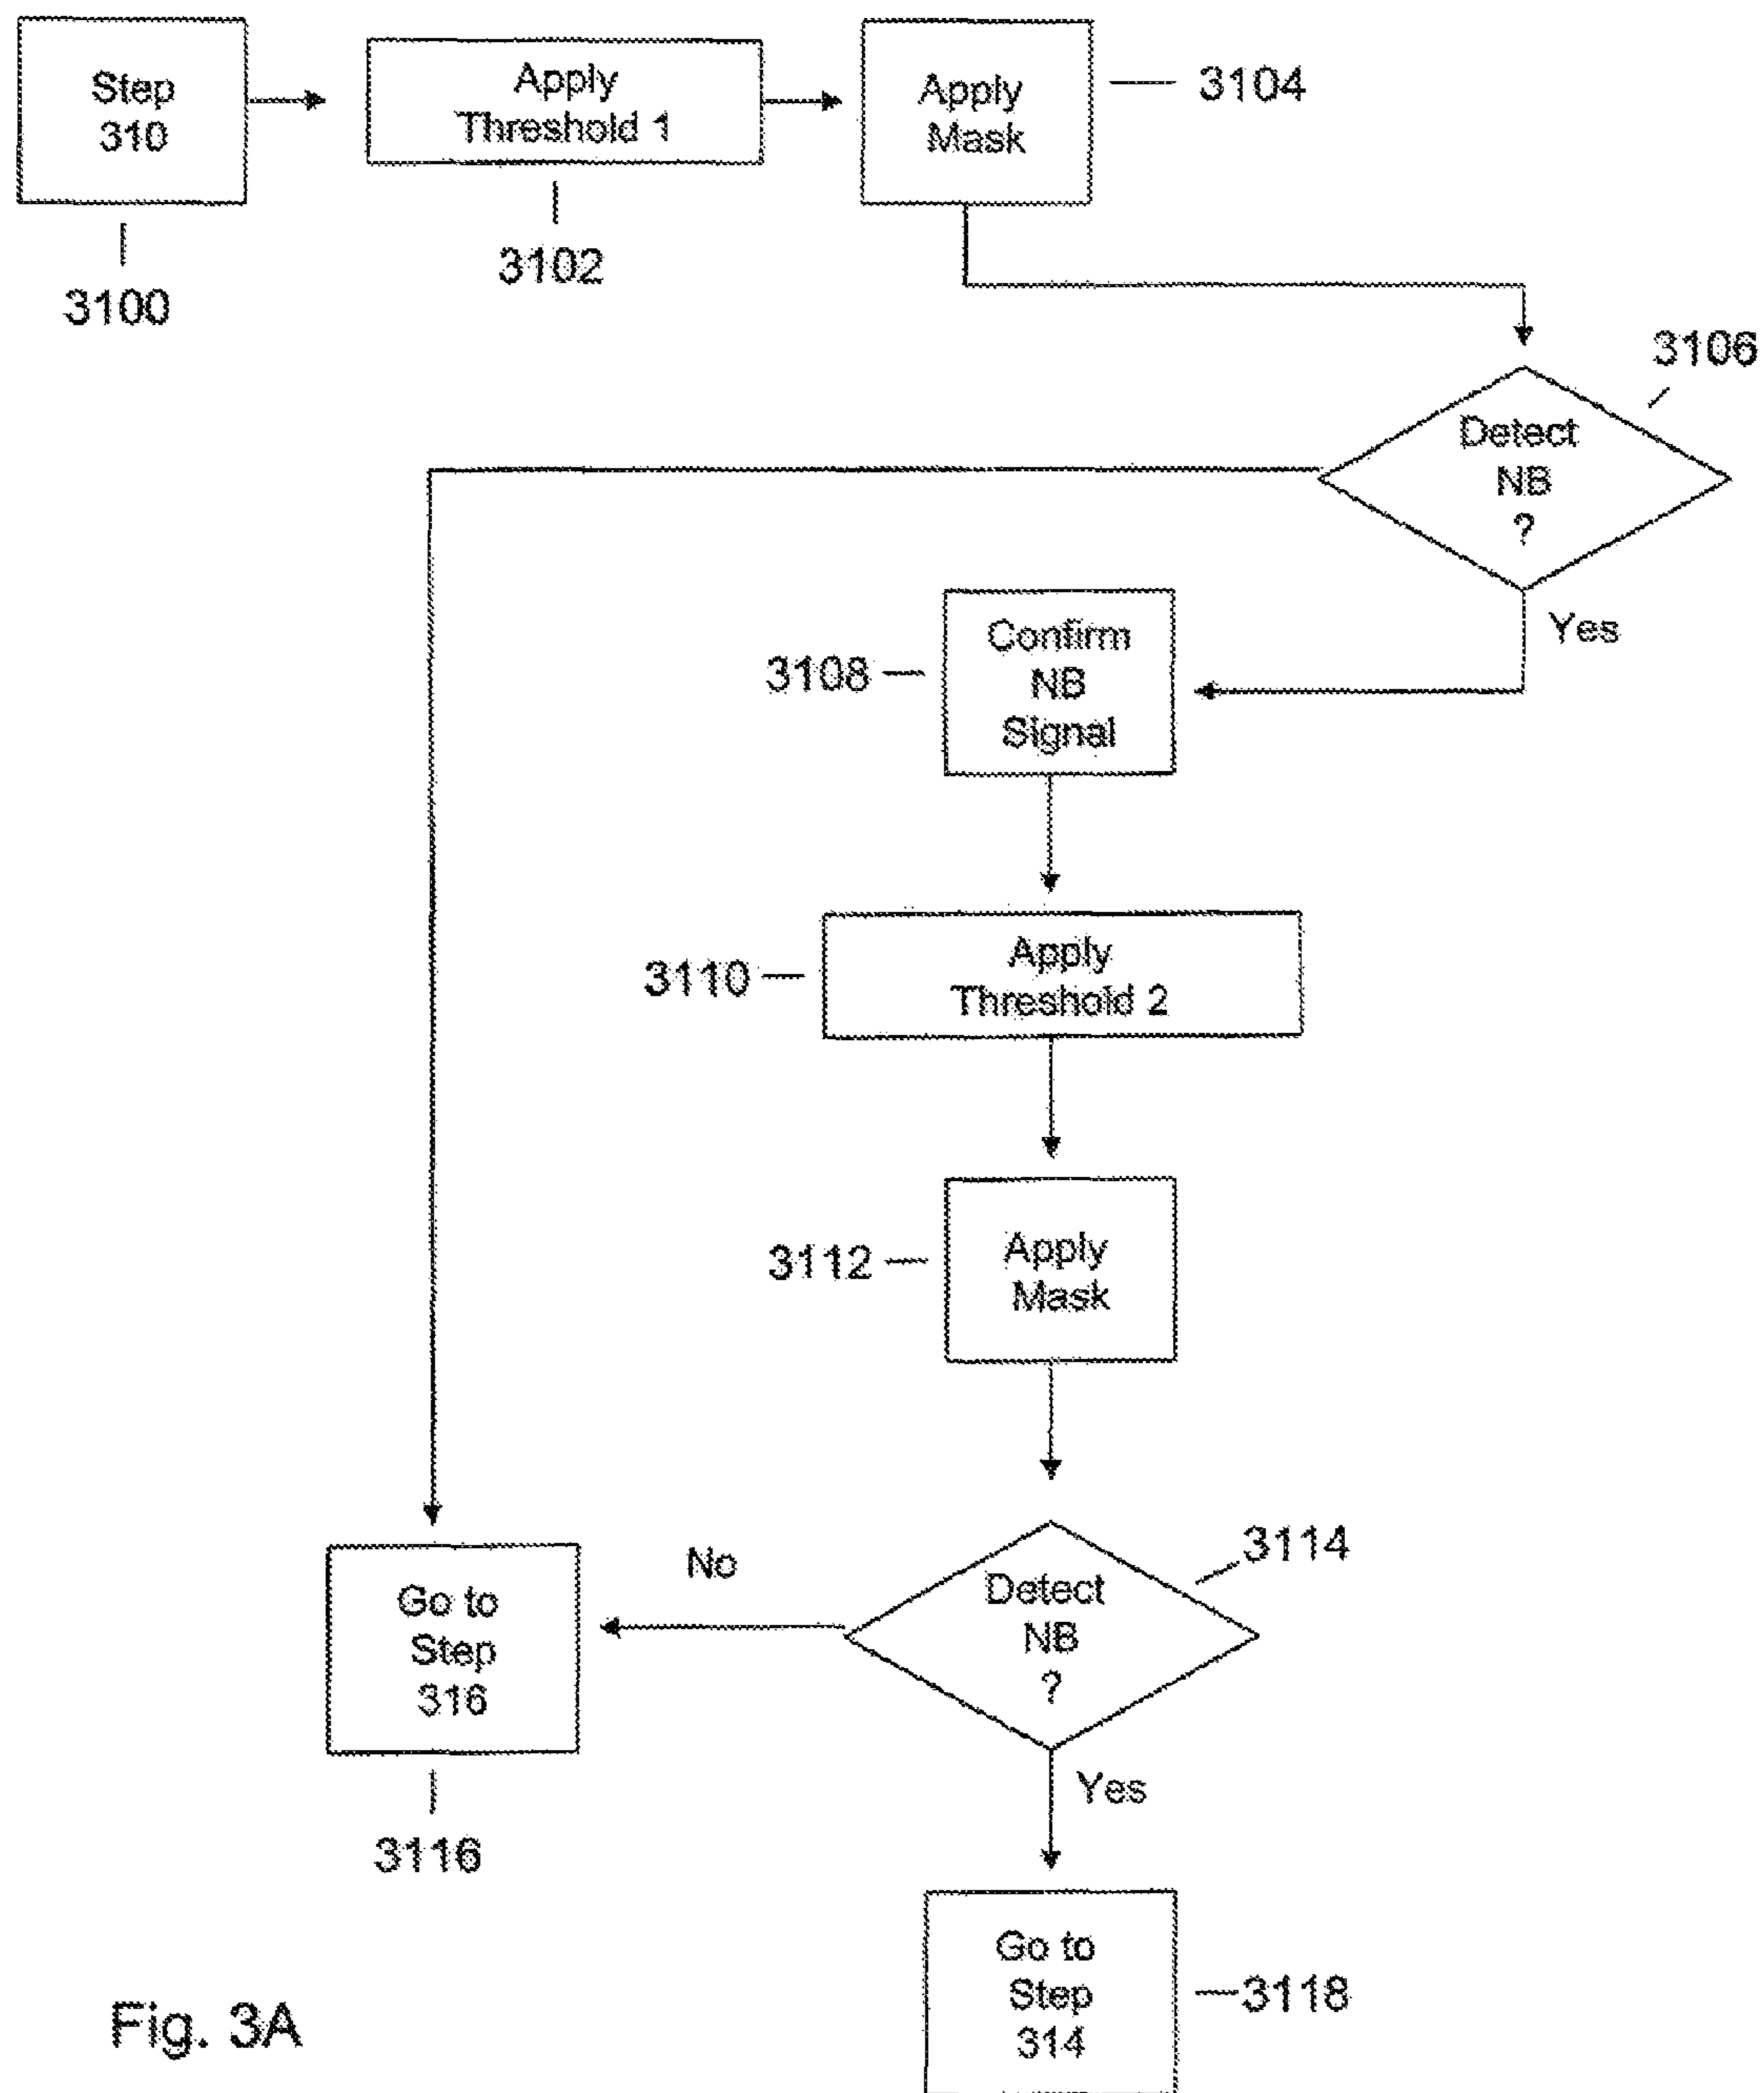 Step
310
3100
Apply
Threshold 1
3102
Apply
Mask
3104
Detect
NB
?
3106
Yes
Confirm
NB
Signal
3108
Apply
Threshold 2
3110
Apply
Mask
3112
Detect
NB
?
3114
No
Go to
Step
316
3116
Yes
Go to
Step
314
3118
Fig. 3A